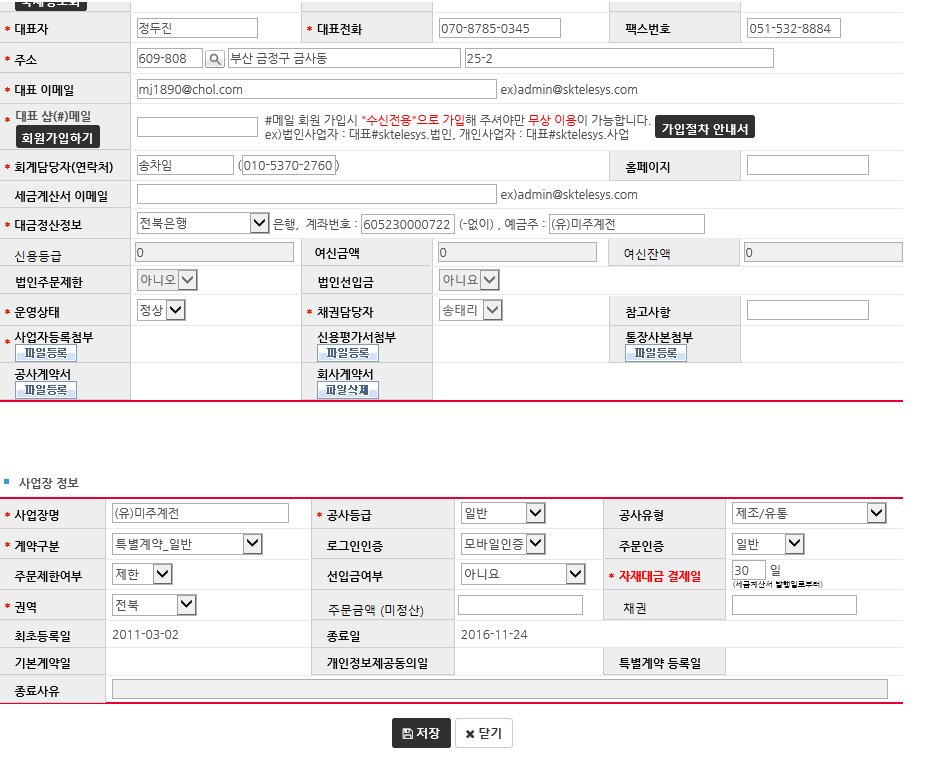 * 대표자 정두진 * 대표전화 070-8785-0345 팩스번호 051-532-8884
* 주소 609-808 부산 금정구 금사동 25-2
* 대표 이메일 mj1890@chol.com ex)admin@sktelesys.com
* 대표 샵(#)메일
회원가입하기
#메일 회원 가입시 "수신전용"으로 가입해 주셔야만 무상 이용이 가능합니다.
ex)법인사업자 : 대표#sktelesys.법인, 개인사업자 : 대표#sktelesys.사업
가입절차 안내서
* 회계담당자(연락처) 송차임 (010-5370-2760) 홈페이지
세금계산서 이메일 ex)admin@sktelesys.com
* 대금정산정보 전북은행 은행, 계좌번호 : 605230000722 (-없이) , 예금주 : (유)미주계전
신용등급 0 여신금액 0 여신잔액 0
법인주문제한 아니오 법인선입금 아니요
* 운영상태 정상 * 채권담당자 송태리 참고사항
* 사업자등록첨부 신용평가서첨부 통장사본첨부
파일등록 파일등록 파일등록
공사계약서 회사계약서
파일등록 파일삭제
사업장 정보
* 사업장명 (유)미주계전 * 공사등급 일반 공사유형 제조/유통
* 계약구분 특별계약_일반 로그인인증 모바일인증 주문인증 일반
주문제한여부 제한 선입금여부 아니요 * 자재대금 결제일 30 일
(세금계산서 발행일로부터)
* 권역 전북 주문금액 (미정산) 채권
최초등록일 2011-03-02 종료일 2016-11-24
기본계약일 개인정보제공동의일 특별계약 등록일
종료사유
저장 닫기